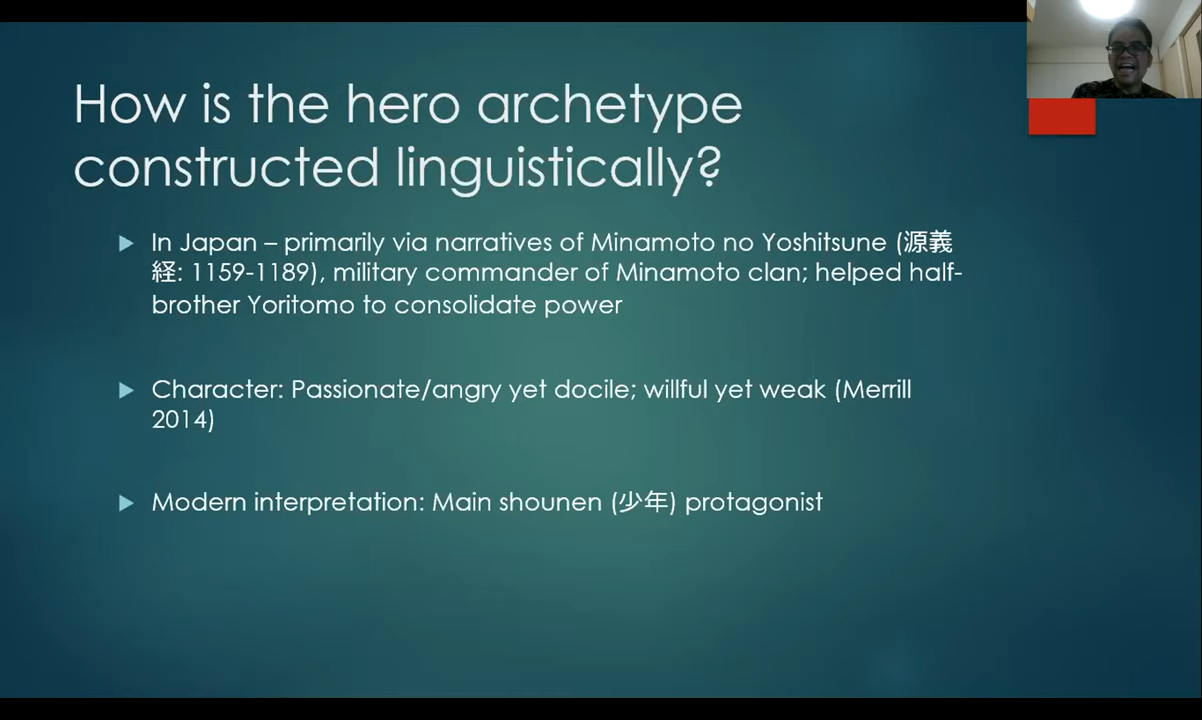 How is the hero archetype
constructed linguistically?
In Japan – primarily via narratives of Minamoto no Yoshitsune (源義
経: 1159-1189), military commander of Minamoto clan; helped half-
brother Yoritomo to consolidate power
Character: Passionate/angry yet docile; willful yet weak (Merrill
2014)
Modern interpretation: Main shounen (少年) protagonist